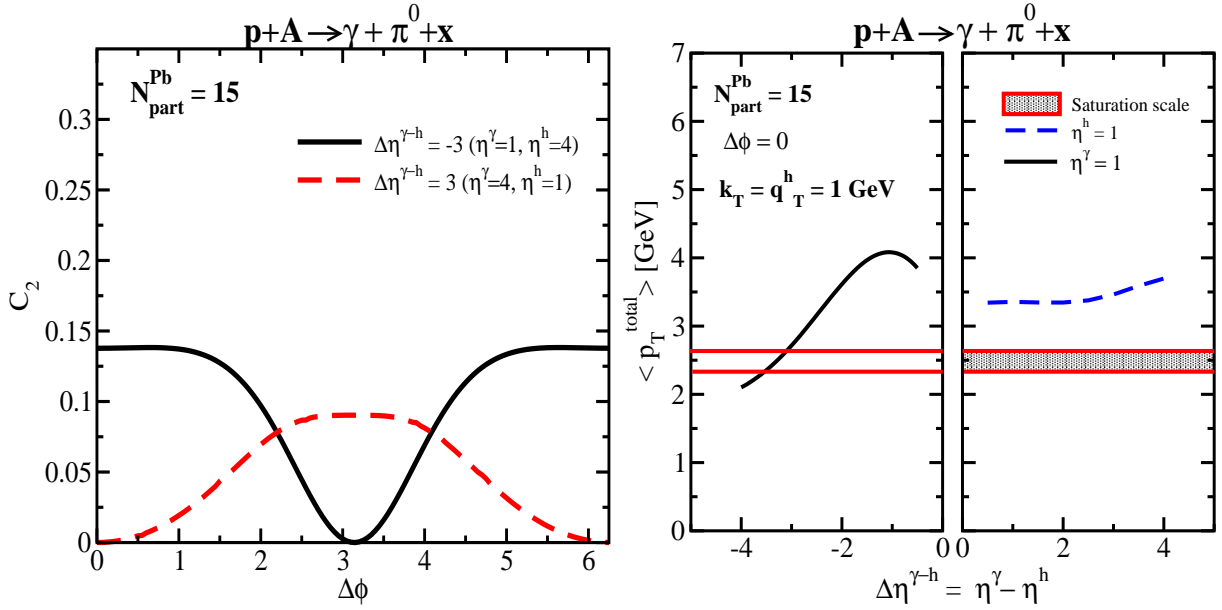 p+A → γ + π⁰+x
N_part^Pb = 15
Δη^γ-h = -3 (η^γ=1, η^h=4)
Δη^γ-h = 3 (η^γ=4, η^h=1)
C_2
0.3
0.25
0.2
0.15
0.1
0.05
0
0 1 2 3 4 5 6
Δϕ
p+A → γ + π⁰+x
N_part^Pb = 15
Δϕ = 0
k_T = q^h_T = 1 GeV
Saturation scale
η^h = 1
η^γ = 1
< p_T^total > [GeV]
7
6
5
4
3
2
1
0
-4 -2 0 0 2 4
Δη^γ-h = η^γ − η^h